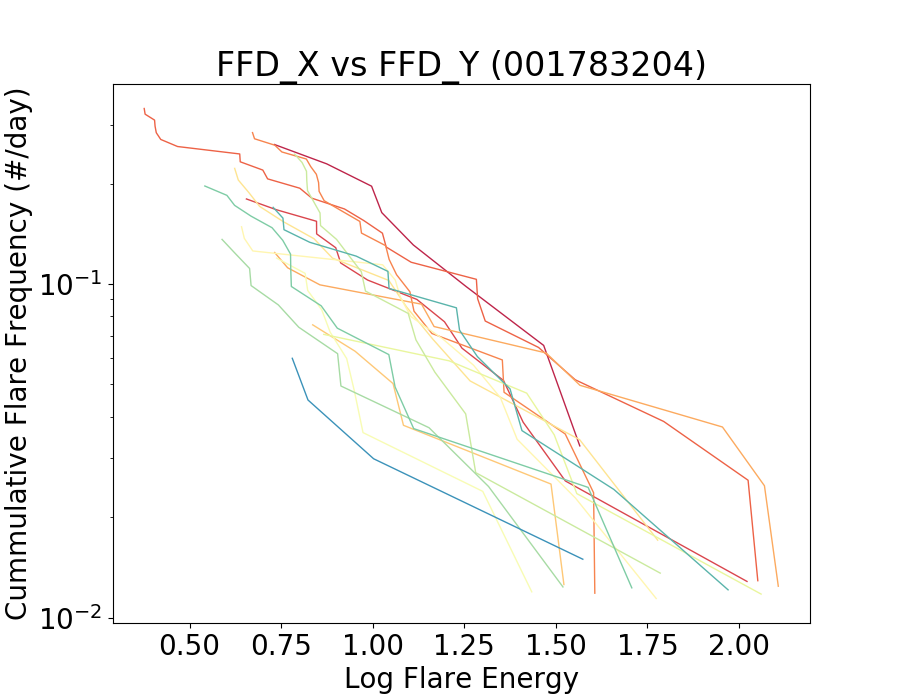 FFD_X vs FFD_Y (001783204)
Cummulative Flare Frequency (#/day)
10⁻¹
10⁻²
0.50 0.75 1.00 1.25 1.50 1.75 2.00
Log Flare Energy